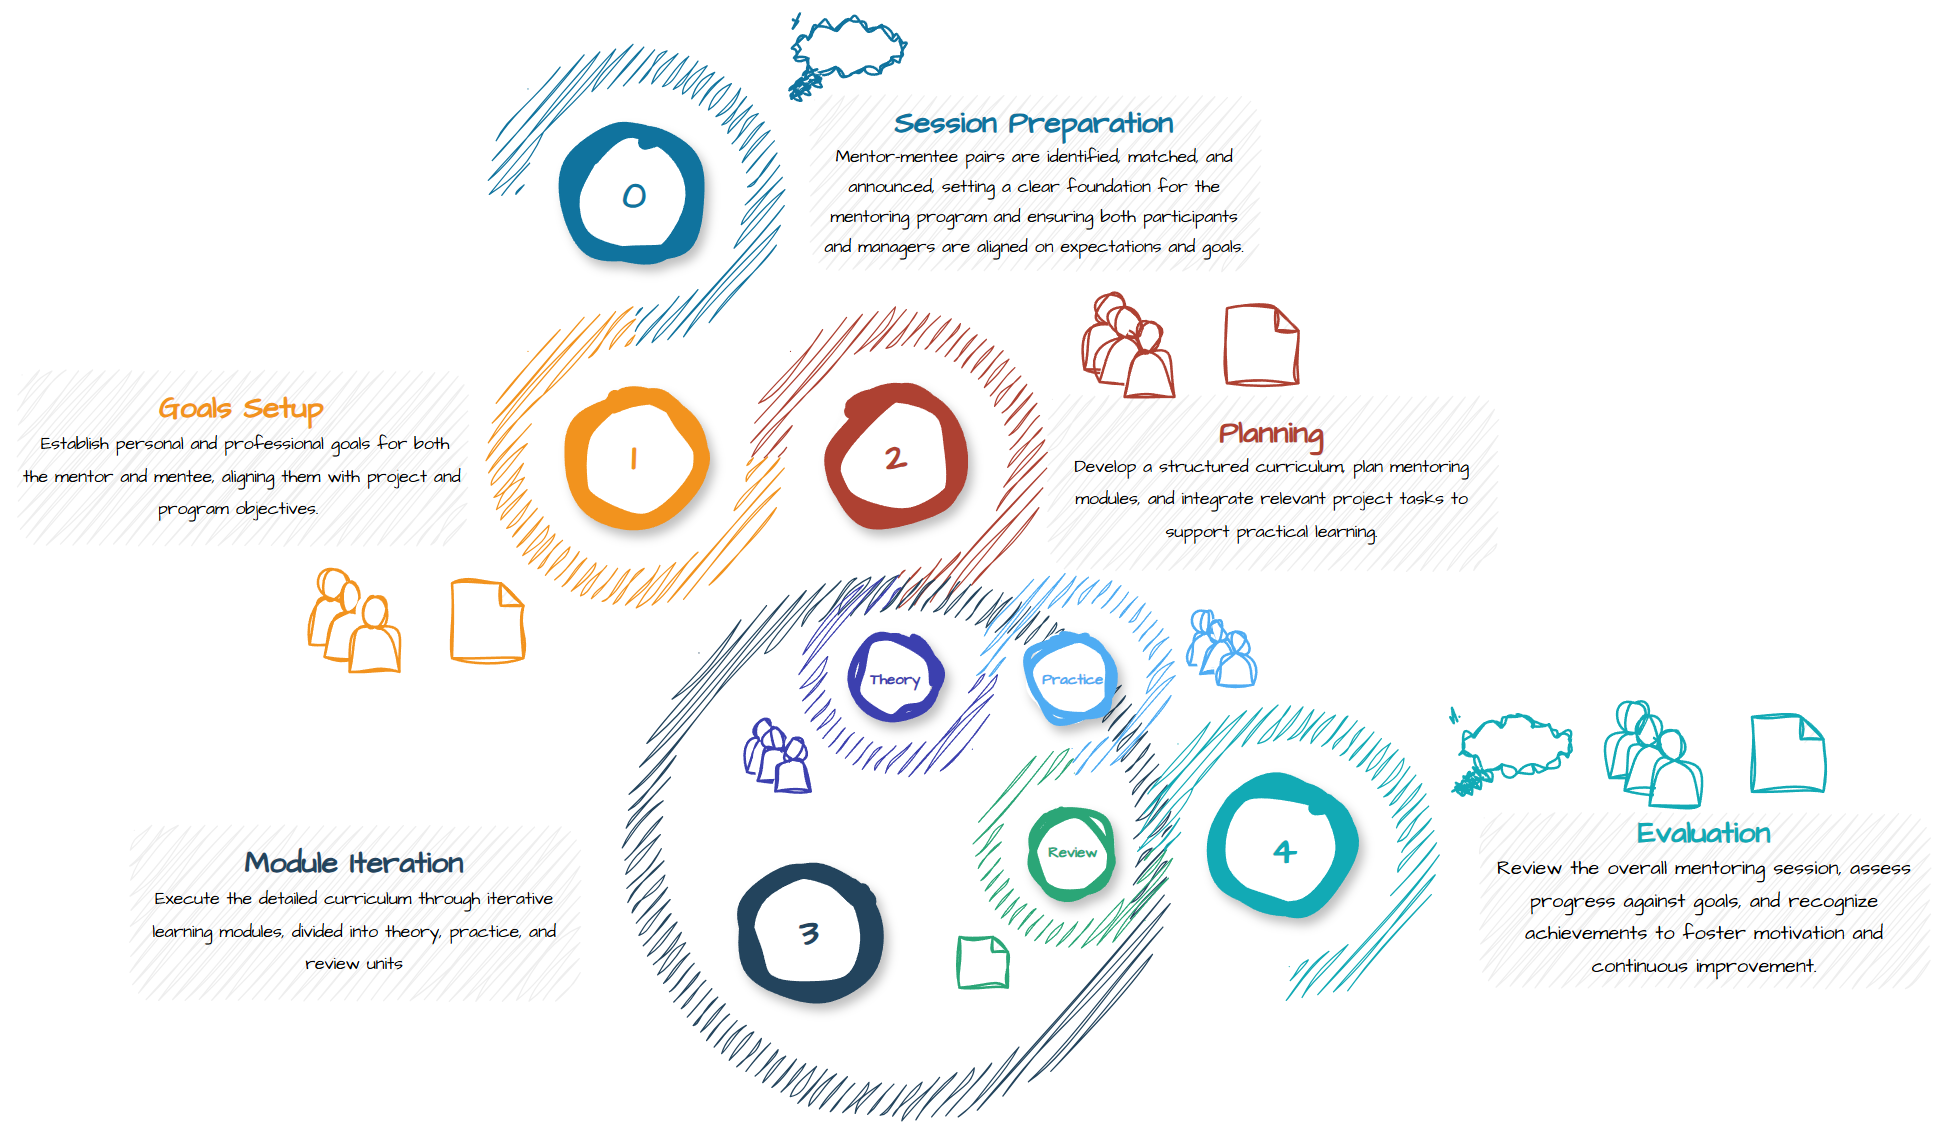 0
Session Preparation
Mentor-mentee pairs are identified, matched, and
announced, setting a clear foundation for the
mentoring program and ensuring both participants
and managers are aligned on expectations and goals.
Goals Setup
Establish personal and professional goals for both
the mentor and mentee, aligning them with project and
program objectives.
1
2
Planning
Develop a structured curriculum, plan mentoring
modules, and integrate relevant project tasks to
support practical learning.
Theory
Practice
Review
Module Iteration
Execute the detailed curriculum through iterative
learning modules, divided into theory, practice, and
review units
3
4
Evaluation
Review the overall mentoring session, assess
progress against goals, and recognize
achievements to foster motivation and
continuous improvement.